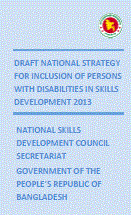 DRAFT NATIONAL STRATEGY
FOR INCLUSION OF PERSONS
WITH DISABILITIES IN SKILLS
DEVELOPMENT 2013
NATIONAL SKILLS
DEVELOPMENT COUNCIL
SECRETARIAT
GOVERNMENT OF THE
PEOPLE'S REPUBLIC OF
BANGLADESH